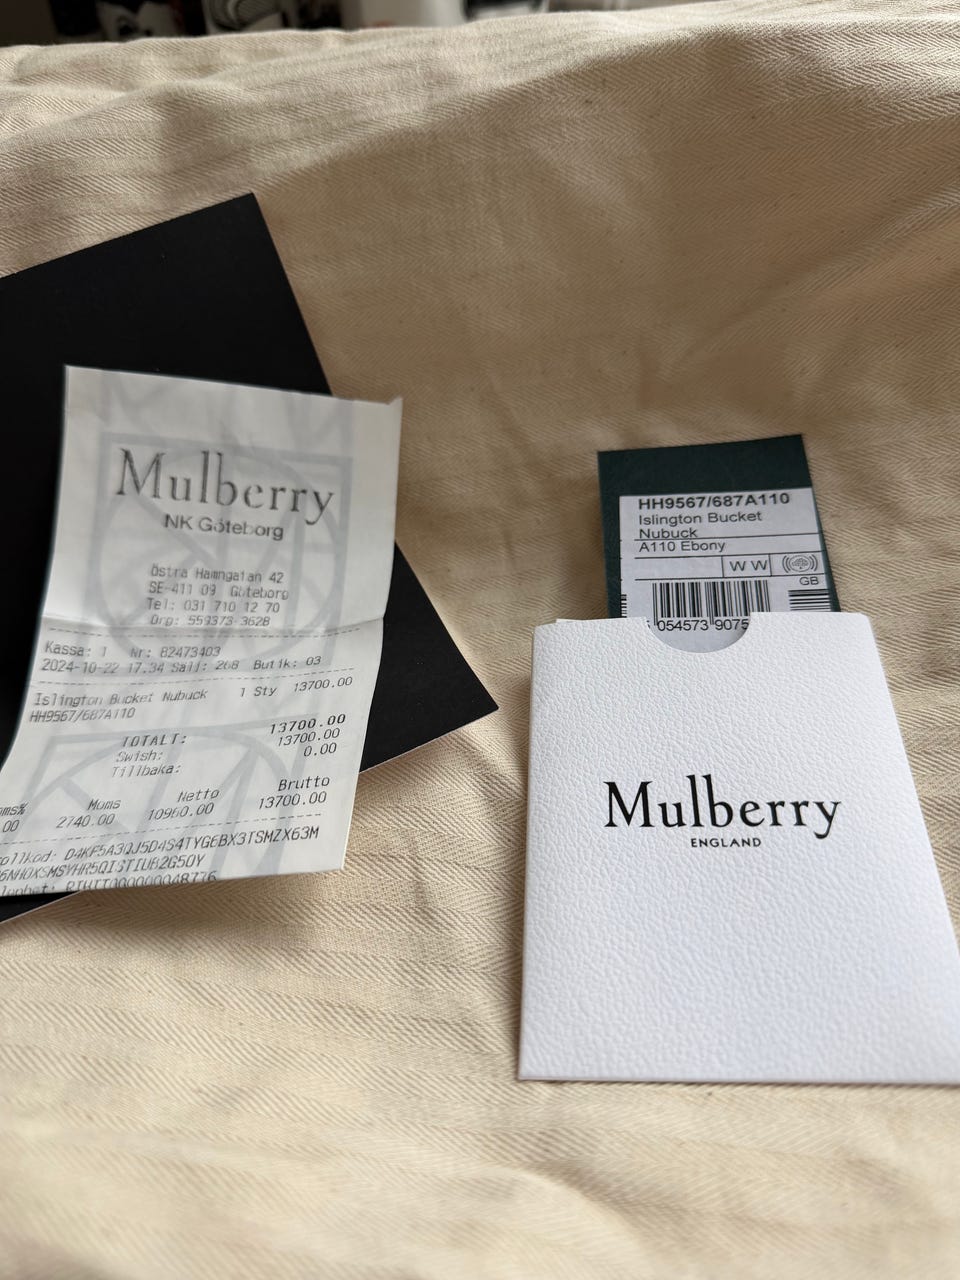 Mulberry
NK Göteborg
Östra Hamngatan 42
SE-411 09 Göteborg
Tel: 031 710 12 70
Org: 559373-3628
Kassa: 1 Nr: 82473403
2024-10-22 17.34 Sälj: 268 Butik: 03
Islington Bucket Nubuck 1 Sty 13700.00
HH9567/687A110
TOTALT: 13700.00
Swish: 13700.00
Tillbaka: 0.00
Moms Netto Brutto
.00 2740.00 10960.00 13700.00
HH9567/687A110
Islington Bucket
Nubuck
A110 Ebony
W W
GB
054573 9075
Mulberry
ENGLAND